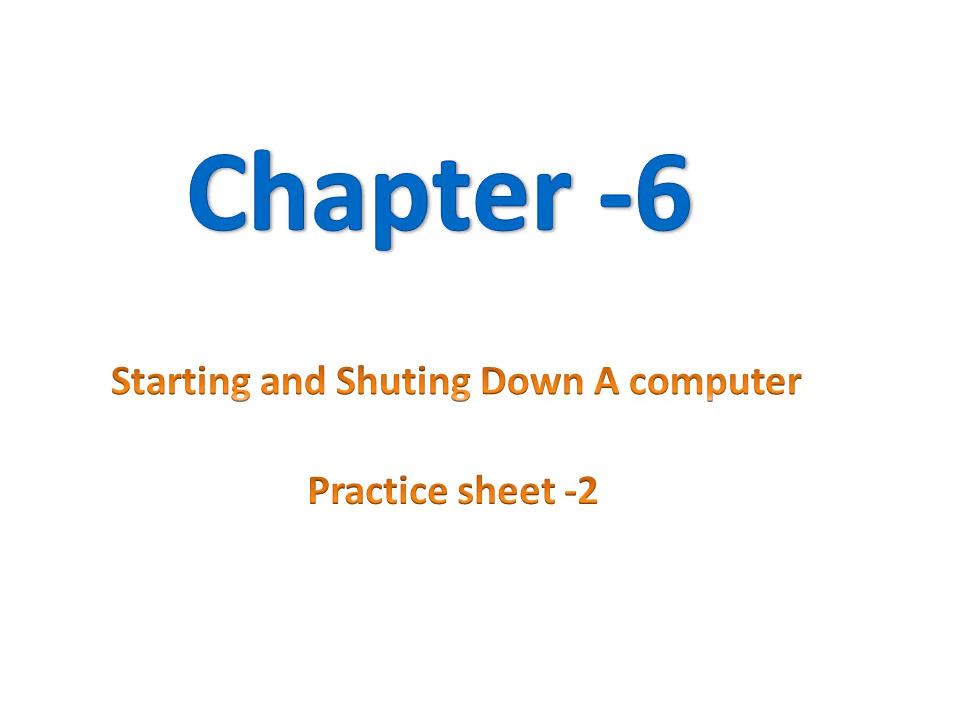 Chapter -6
Starting and Shuting Down A computer
Practice sheet -2